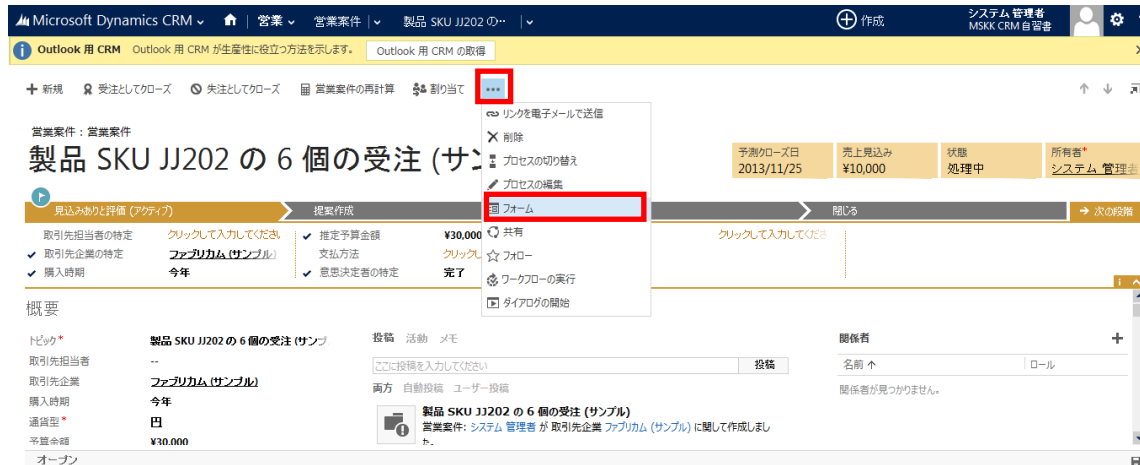 Microsoft Dynamics CRM 営業 営業案件 製品 SKU JJ202 の… 作成 システム 管理者
MSKK CRM 自習書
Outlook 用 CRM Outlook 用 CRM が生産性に役立つ方法を示します。 Outlook 用 CRM の取得
新規 受注としてクローズ 失注としてクローズ 営業案件の再計算 割り当て …
リンクを電子メールで送信
削除
プロセスの切り替え
プロセスの編集
フォーム
共有
フォロー
ワークフローの実行
ダイアログの開始
営業案件 : 営業案件
製品 SKU JJ202 の 6 個の受注 (サン
予測クローズ日 売上見込み 状態 所有者*
2013/11/25 ¥10,000 処理中 システム 管理者
見込みありと評価 (アクティブ) 提案作成 閉じる → 次の段階
取引先担当者の特定 クリックして入力してくださ 推定予算金額 ¥30,000 クリックして入力してくださ
取引先企業の特定 ファブリカム (サンプル) 支払方法 クリックし
購入時期 今年 意思決定者の特定 完了
概要
トピック* 製品 SKU JJ202 の 6 個の受注 (サンプ
取引先担当者 --
取引先企業 ファブリカム (サンプル)
購入時期 今年
通貨型* 円
予算金額 ¥30,000
投稿 活動 メモ
ここに投稿を入力してください 投稿
両方 自動投稿 ユーザー投稿
製品 SKU JJ202 の 6 個の受注 (サンプル)
営業案件: システム 管理者 が 取引先企業 ファブリカム (サンプル) に関して作成しまし
た。
関係者 +
名前 ↑ ロール
関係者が見つかりません。
オープン